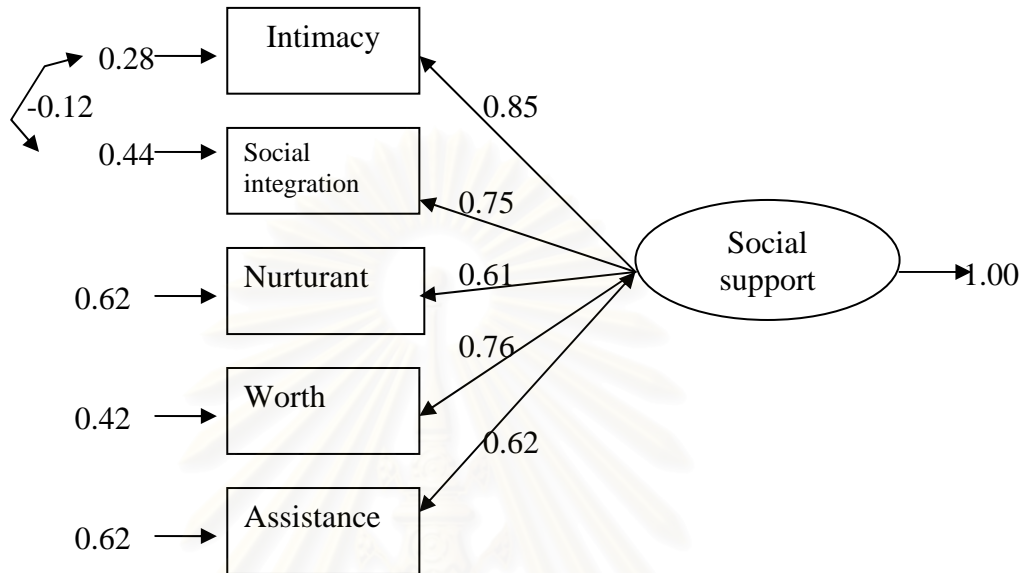 Intimacy
0.28
-0.12
0.85
0.44
Social
integration
0.75
Nurturant
0.61
0.62
Social
support
1.00
Worth
0.76
0.42
0.62
Assistance
0.62